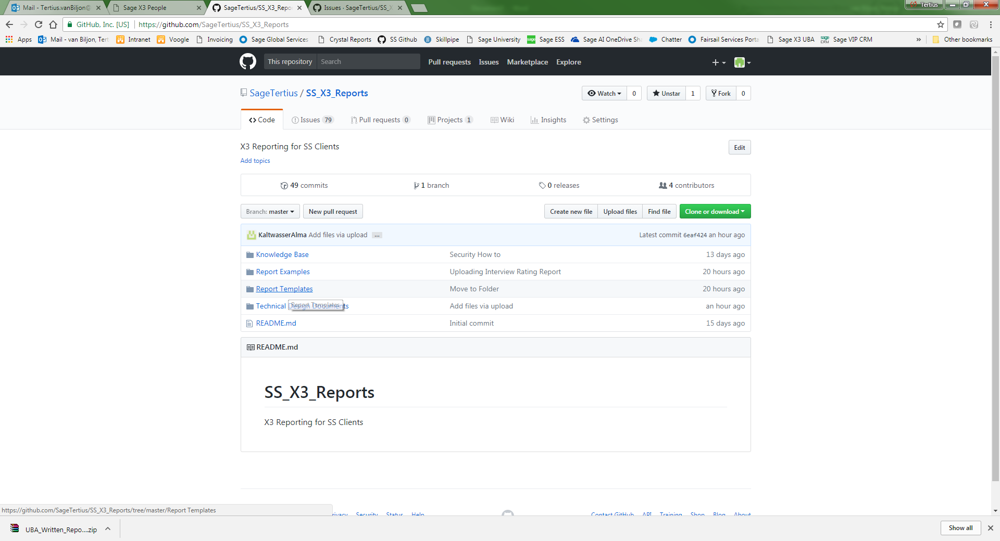 Mail - Tertius.vanBiljon@
Sage X3 People
SageTertius/SS_X3_Repo
Issues · SageTertius/SS_X
Tertius
GitHub, Inc. [US]
https://github.com/SageTertius/SS_X3_Reports
Apps
Mail - van Biljon, Tert
Intranet
Voogle
Invoicing
Sage Global Services
Crystal Reports
SS Github
Skillpipe
Sage University
sage
Sage ESS
Sage AI OneDrive Sha
Chatter
Fairsail Services Porta
Sage X3 UBA
sage CRM
Sage VIP CRM
»
Other bookmarks
This repository
Search
Pull requests
Issues
Marketplace
Explore
SageTertius / SS_X3_Reports
Watch
0
Unstar
1
Fork
0
Code
Issues 79
Pull requests 0
Projects 1
Wiki
Insights
Settings
X3 Reporting for SS Clients
Edit
Add topics
49 commits
1 branch
0 releases
4 contributors
Branch: master
New pull request
Create new file
Upload files
Find file
Clone or download
KaltwasserAlma Add files via upload ...
Latest commit 6eaf424 an hour ago
Knowledge Base
Security How to
13 days ago
Report Examples
Uploading Interview Rating Report
20 hours ago
Report Templates
Move to Folder
20 hours ago
Technical Design Documents
Report Templates
Add files via upload
an hour ago
README.md
Initial commit
15 days ago
README.md
SS_X3_Reports
X3 Reporting for SS Clients
https://github.com/SageTertius/SS_X3_Reports/tree/master/Report Templates
rivacy
Security
Status
Help
Contact GitHub
API
Training
Shop
Blog
About
UBA_Written_Repo....zip
Show all